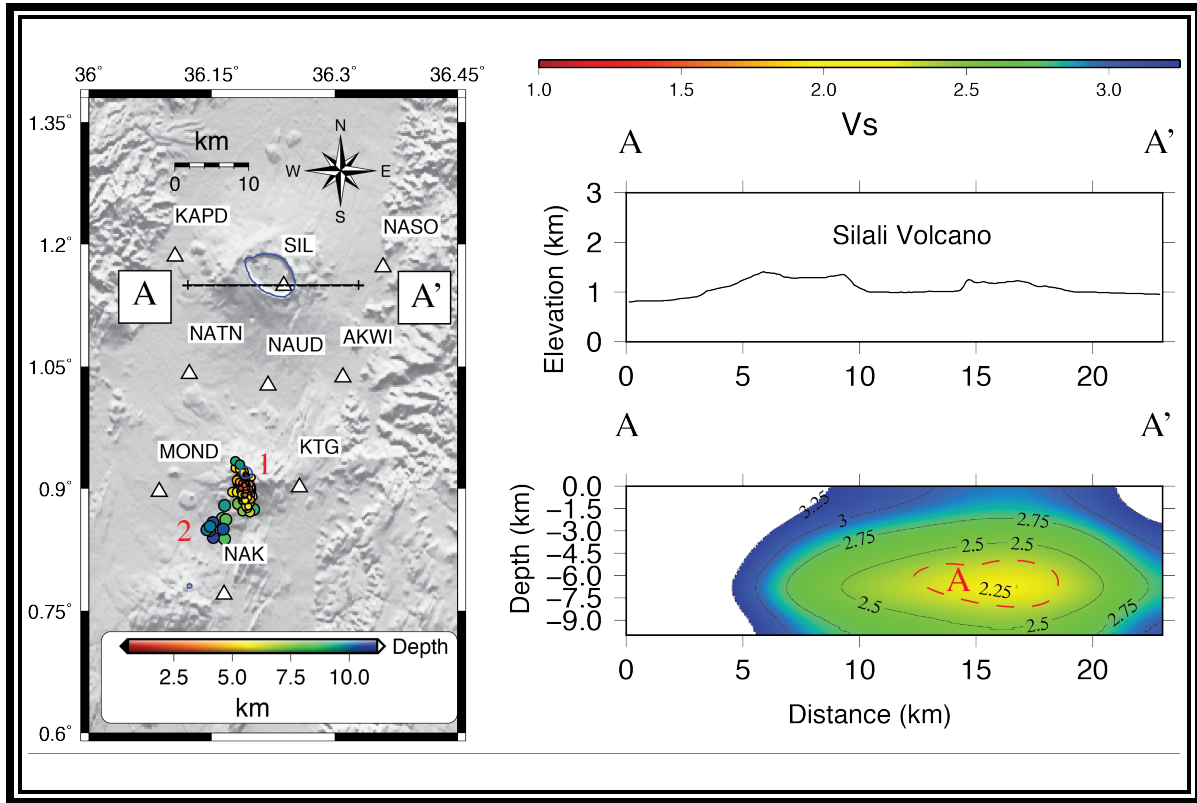 36° 36.15° 36.3° 36.45°
1.35°
1.2°
1.05°
0.9°
0.75°
0.6°
km
0 10
N
W E
S
KAPD
NASO
SIL
A A'
NATN
NAUD
AKWI
MOND
KTG
1
2
NAK
Depth
2.5 5.0 7.5 10.0
km
1.0 1.5 2.0 2.5 3.0
Vs
A A'
Elevation (km)
3
2
1
0
Silali Volcano
0 5 10 15 20
A A'
Depth (km)
0.0
−1.5
−3.0
−4.5
−6.0
−7.5
−9.0
3.25
3
2.75
2.75
2.5
2.5
A
2.25
2.5
2.5
2.75
0 5 10 15 20
Distance (km)